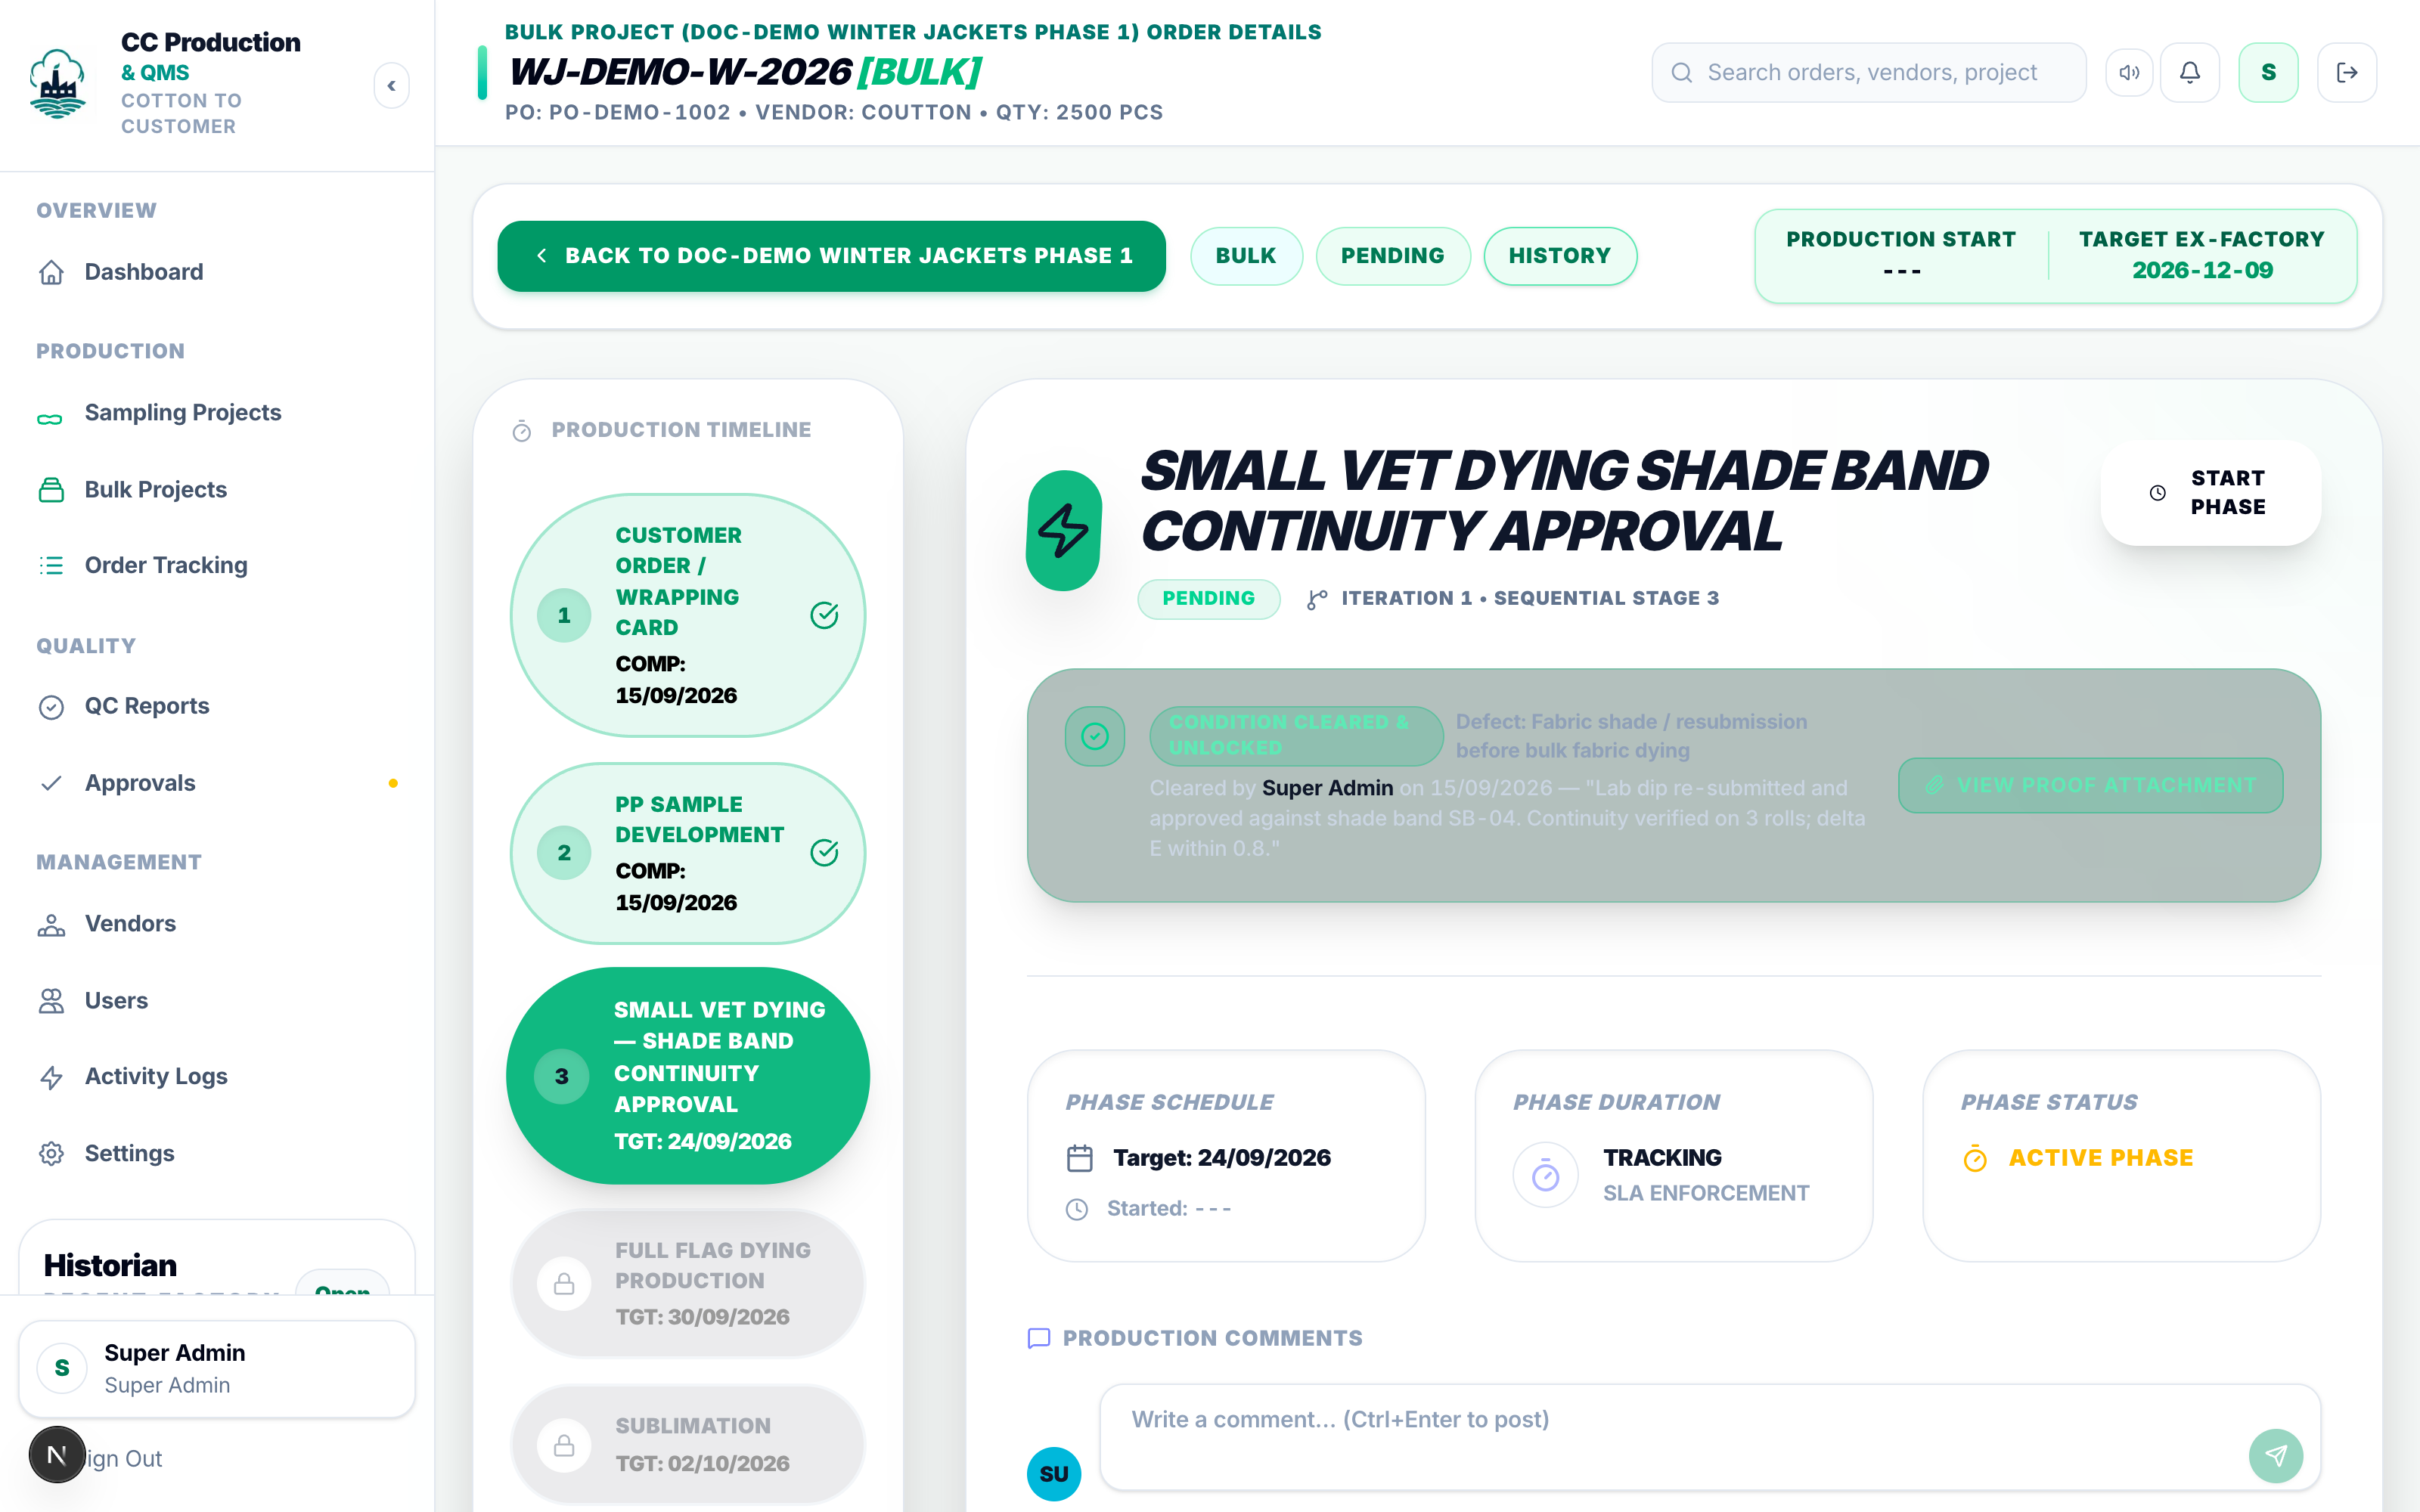 CC Production
& QMS
COTTON TO
CUSTOMER
OVERVIEW
Dashboard
PRODUCTION
Sampling Projects
Bulk Projects
Order Tracking
QUALITY
QC Reports
Approvals
MANAGEMENT
Vendors
Users
Activity Logs
Settings
Historian
Open
S
Super Admin
Super Admin
N
ign Out
BULK PROJECT (DOC-DEMO WINTER JACKETS PHASE 1) ORDER DETAILS
WJ-DEMO-W-2026 [BULK]
PO: PO-DEMO-1002 • VENDOR: COUTTON • QTY: 2500 PCS
Search orders, vendors, project
S
BACK TO DOC-DEMO WINTER JACKETS PHASE 1
BULK
PENDING
HISTORY
PRODUCTION START
---
TARGET EX-FACTORY
2026-12-09
PRODUCTION TIMELINE
1
CUSTOMER
ORDER /
WRAPPING
CARD
COMP:
15/09/2026
2
PP SAMPLE
DEVELOPMENT
COMP:
15/09/2026
3
SMALL VET DYING
— SHADE BAND
CONTINUITY
APPROVAL
TGT: 24/09/2026
FULL FLAG DYING
PRODUCTION
TGT: 30/09/2026
SUBLIMATION
TGT: 02/10/2026
SMALL VET DYING SHADE BAND
CONTINUITY APPROVAL
PENDING
ITERATION 1 • SEQUENTIAL STAGE 3
START
PHASE
CONDITION CLEARED &
UNLOCKED
Defect: Fabric shade / resubmission
before bulk fabric dying
Cleared by Super Admin on 15/09/2026 — "Lab dip re-submitted and
approved against shade band SB-04. Continuity verified on 3 rolls; delta
E within 0.8."
VIEW PROOF ATTACHMENT
PHASE SCHEDULE
Target: 24/09/2026
Started: ---
PHASE DURATION
TRACKING
SLA ENFORCEMENT
PHASE STATUS
ACTIVE PHASE
PRODUCTION COMMENTS
SU
Write a comment... (Ctrl+Enter to post)